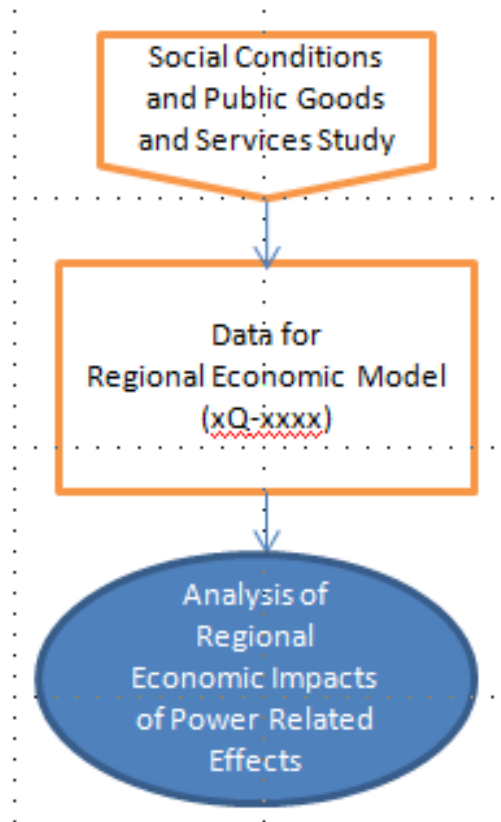 Social Conditions
and Public Goods
and Services Study
Data for
Regional Economic Model
(xQ-xxxx)
Analysis of
Regional
Economic Impacts
of Power Related
Effects